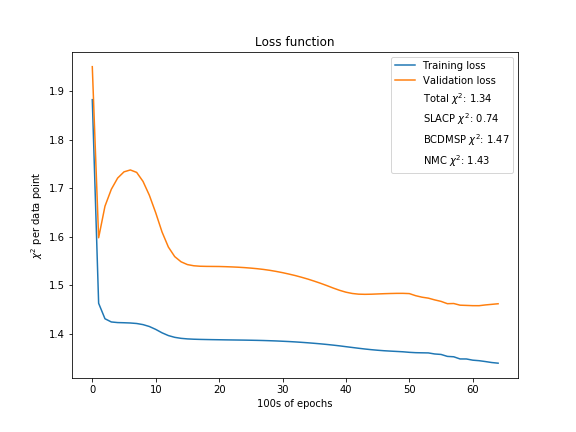 Loss function
Training loss
Validation loss
Total χ²: 1.34
SLACP χ²: 0.74
BCDMSP χ²: 1.47
NMC χ²: 1.43
χ² per data point
1.9
1.8
1.7
1.6
1.5
1.4
0 10 20 30 40 50 60
100s of epochs